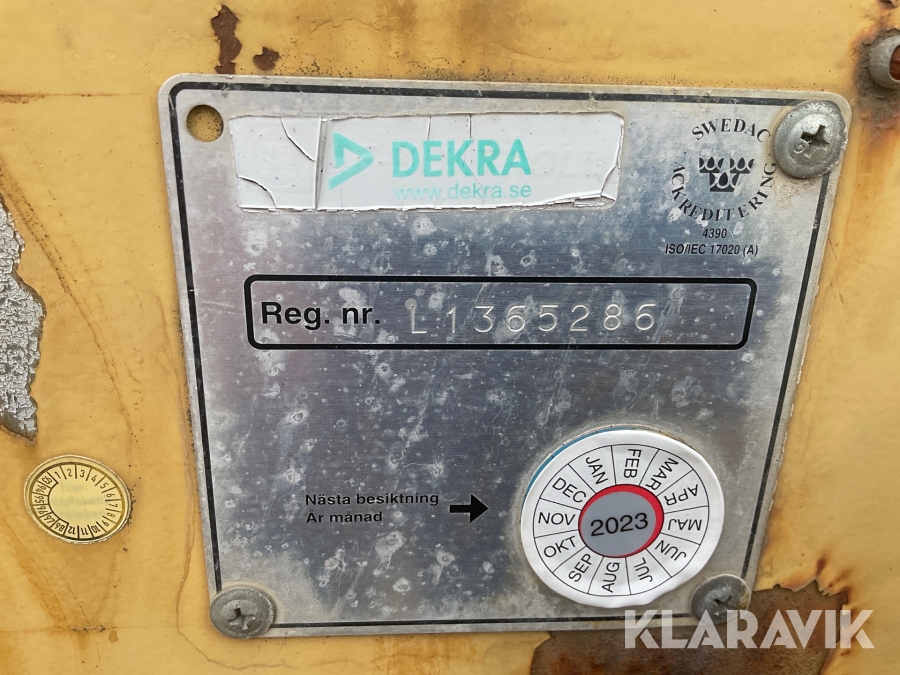 DEKRA
www.dekra.se
SWEDAC
ACKREDITERING
4390
ISO/IEC 17020 (A)
Reg. nr. L1365286
Nästa besiktning
År månad
JAN FEB MAR APR MAJ JUN JUL AUG SEP OKT NOV DEC
2023
KLARAVIK